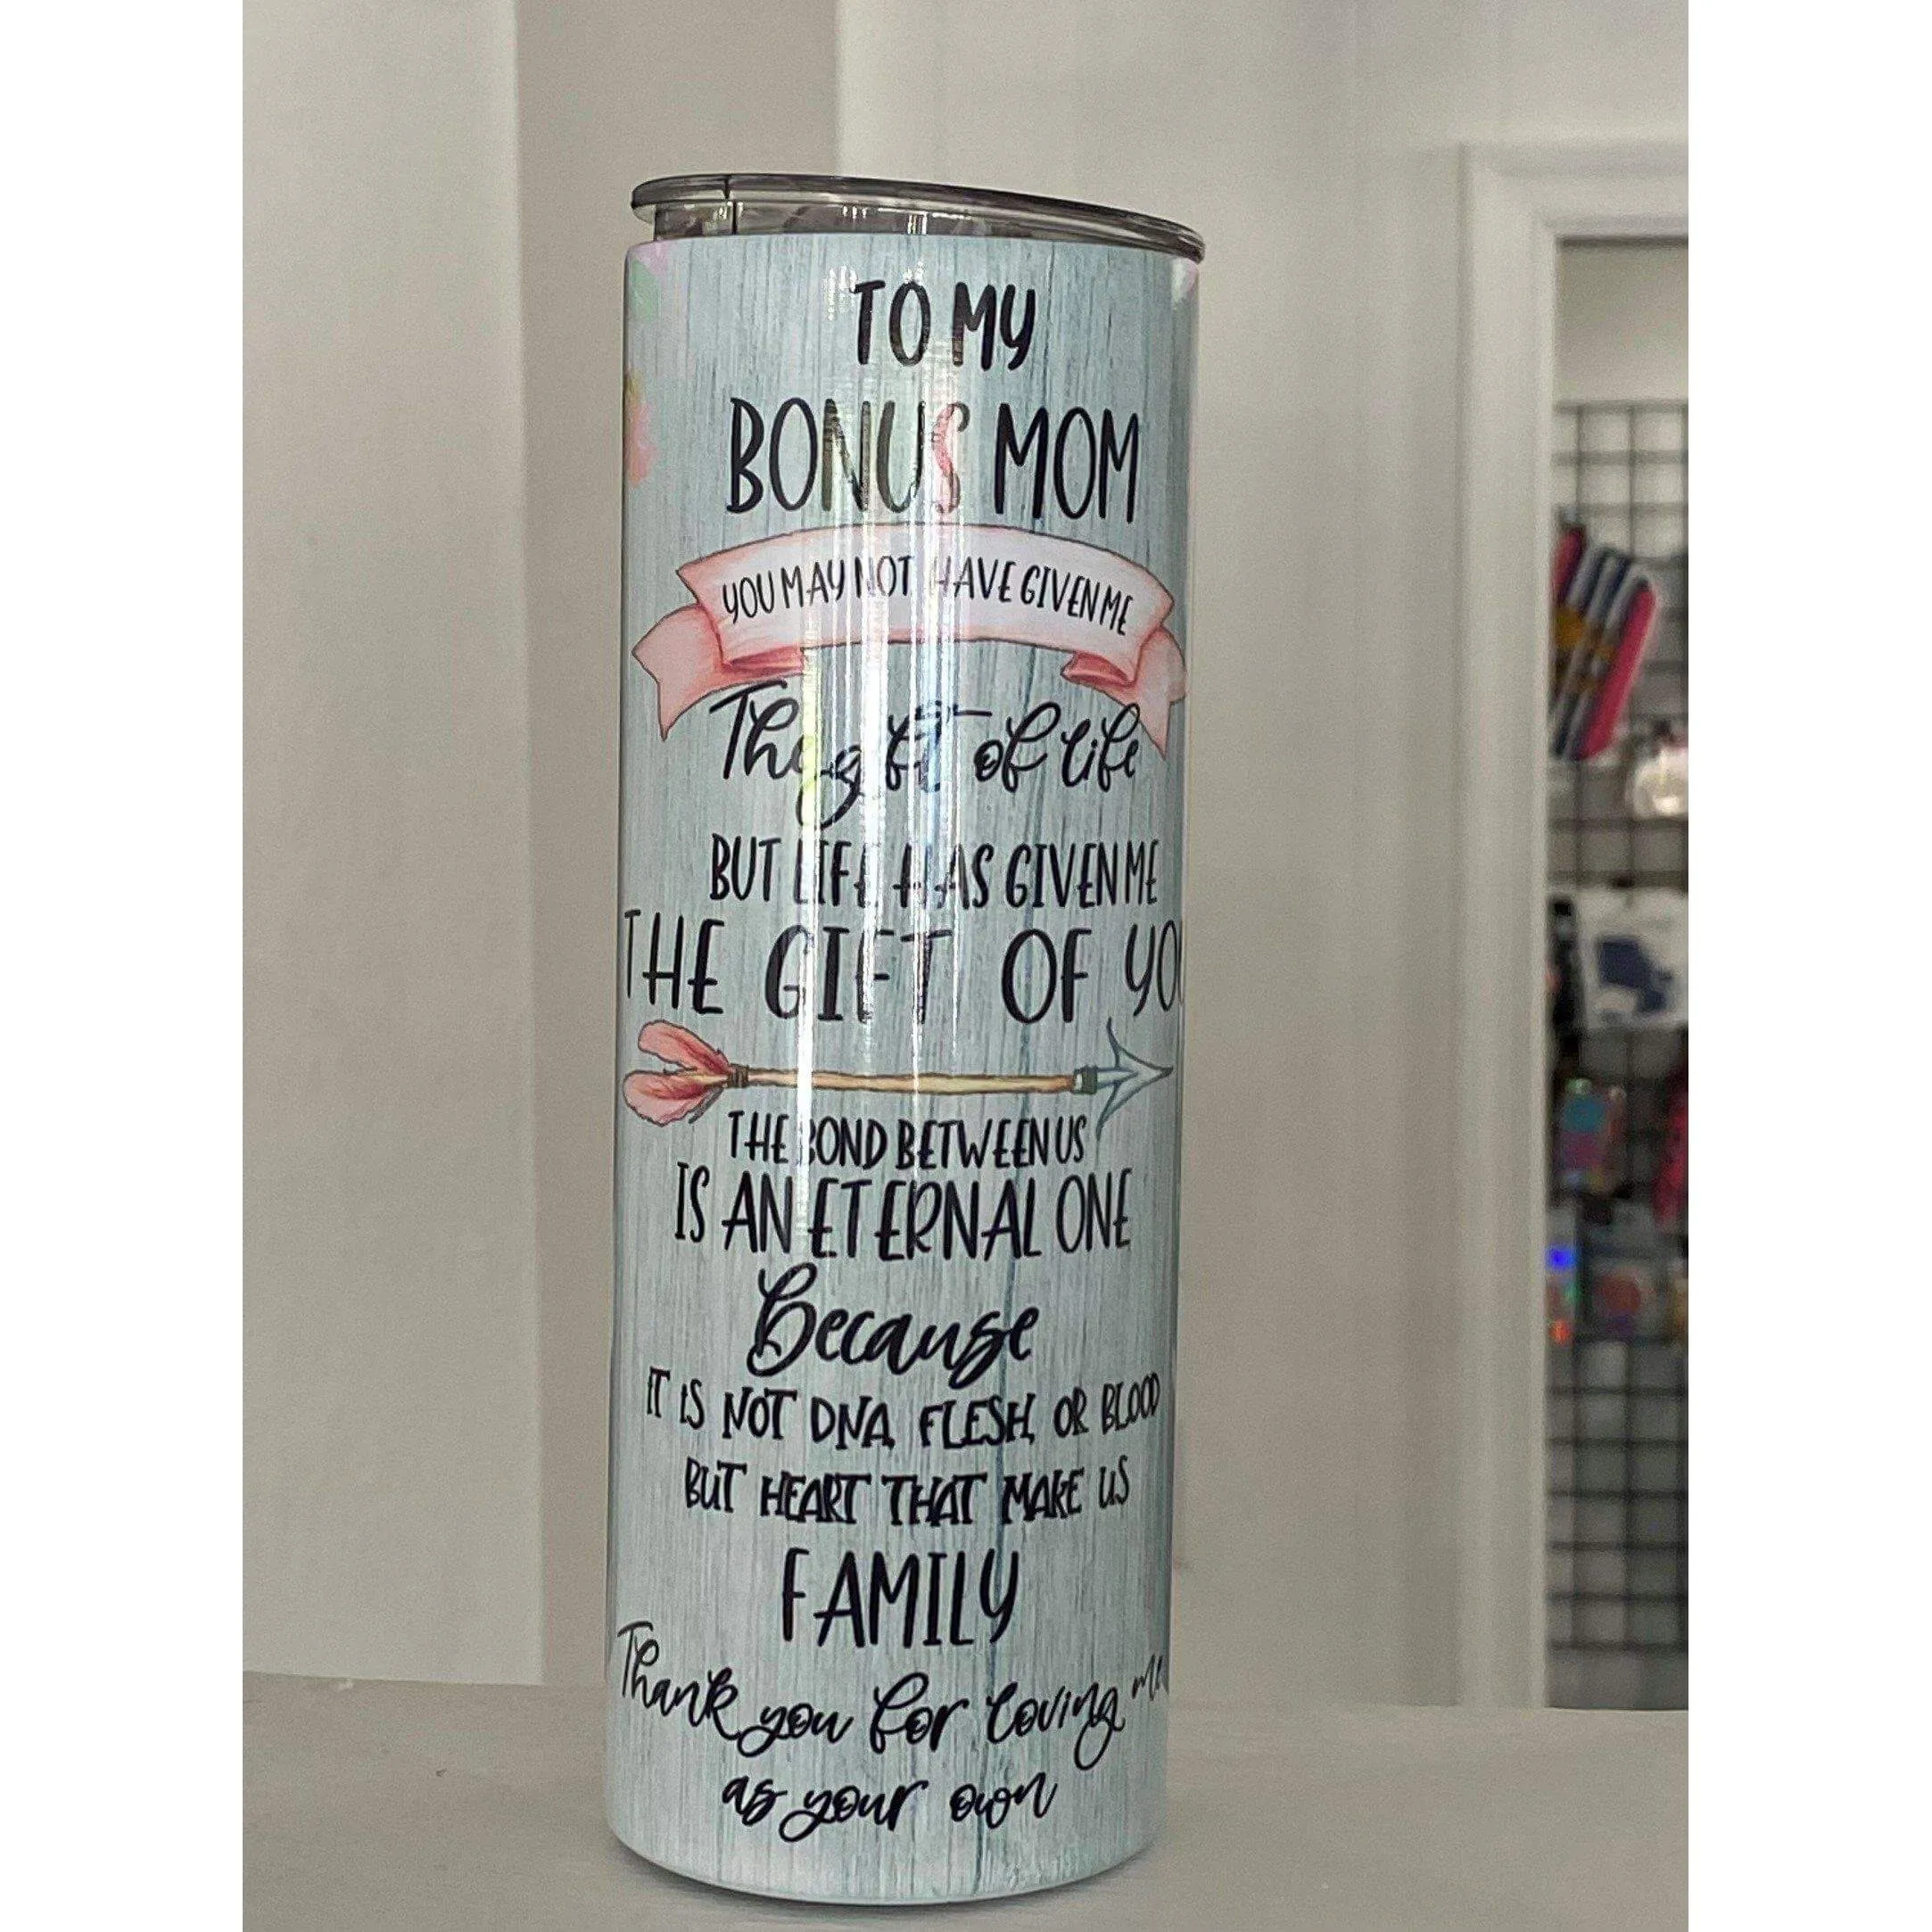 TO MY
BONUS MOM
YOU MAY NOT HAVE GIVEN ME
The gift of life
BUT LIFE HAS GIVEN ME
THE GIFT OF YOU
THE BOND BETWEEN US
IS AN ETERNAL ONE
Because
IT IS NOT DNA, FLESH, OR BLOOD
BUT HEART THAT MAKE US
FAMILY
Thank you for loving me
as your own